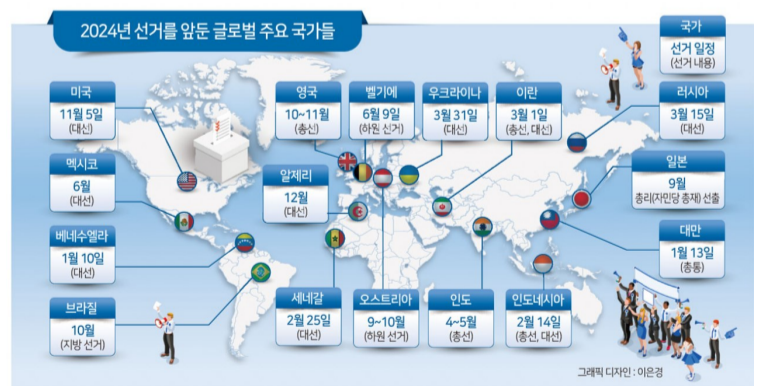 2024년 선거를 앞둔 글로벌 주요 국가들
국가
선거 일정
(선거 내용)
미국
11월 5일
(대선)
영국
10~11월
(총선)
벨기에
6월 9일
(하원 선거)
우크라이나
3월 31일
(대선)
이란
3월 1일
(총선, 대선)
러시아
3월 15일
(대선)
멕시코
6월
(대선)
알제리
12월
(대선)
일본
9월
총리(자민당 총재) 선출
베네수엘라
1월 10일
(대선)
대만
1월 13일
(총통)
브라질
10월
(지방 선거)
세네갈
2월 25일
(대선)
오스트리아
9~10월
(하원 선거)
인도
4~5월
(총선)
인도네시아
2월 14일
(총선, 대선)
그래픽 디자인 : 이은경